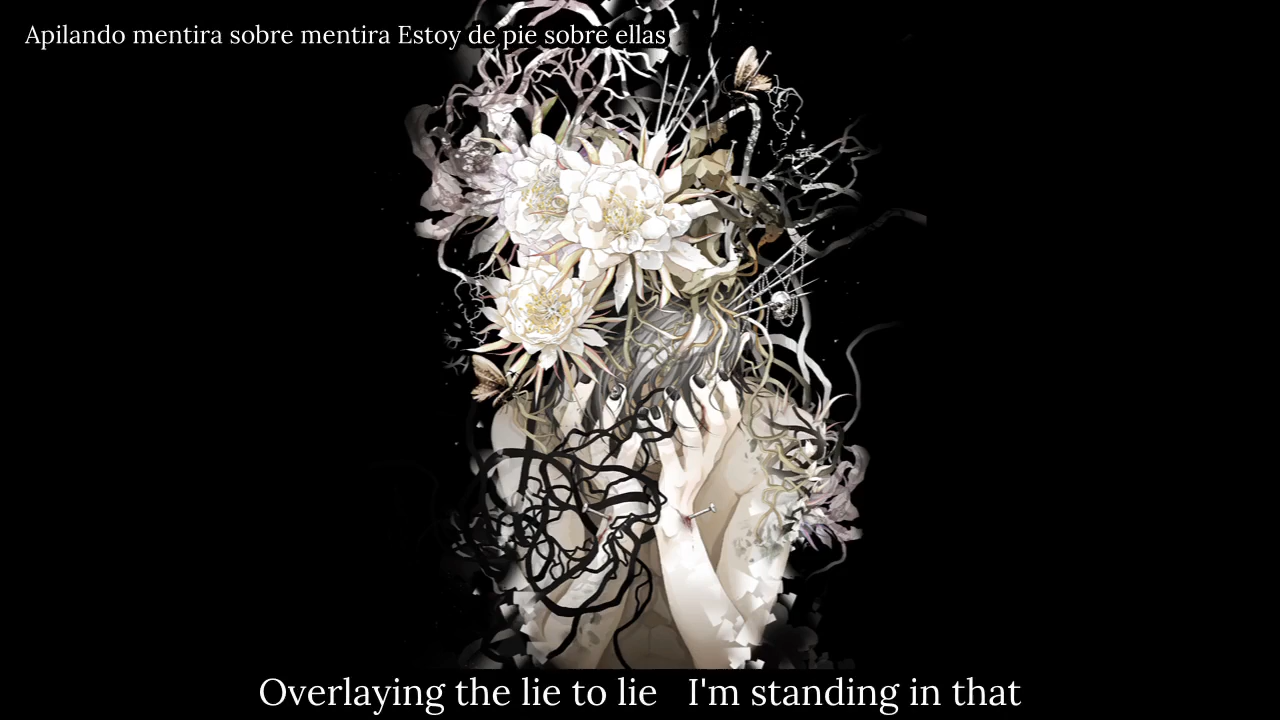 Apilando mentira sobre mentira Estoy de pie sobre ellas
Overlaying the lie to lie I'm standing in that